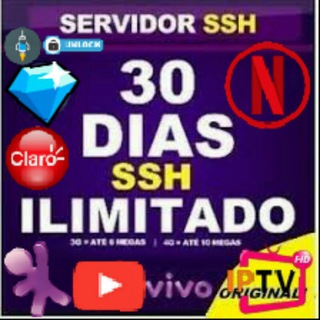 SERVIDOR SSH
UNLOCK
30
DIAS
SSH
ILIMITADO
3G = ATÉ 6 MEGAS | 4G = ATÉ 10 MEGAS
N
Claro
vivo
IPTV
HD
ORIGINAL